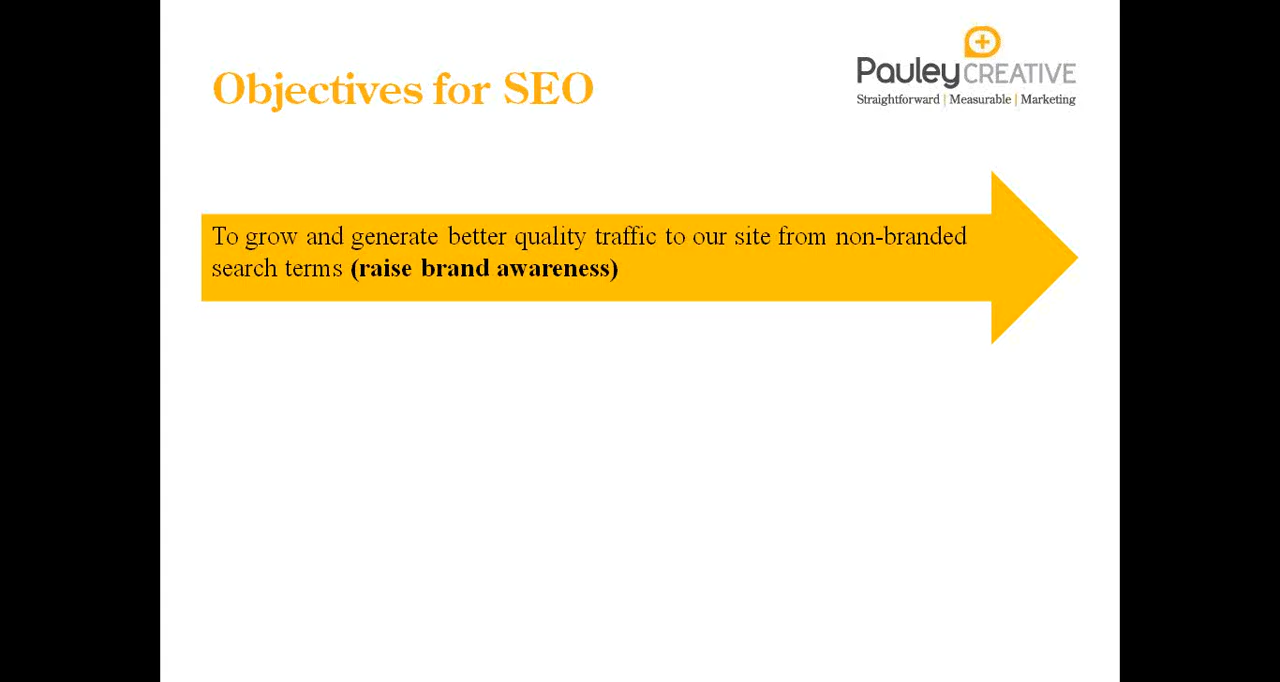 Objectives for SEO
Pauley CREATIVE
Straightforward | Measurable | Marketing
To grow and generate better quality traffic to our site from non-branded
search terms (raise brand awareness)